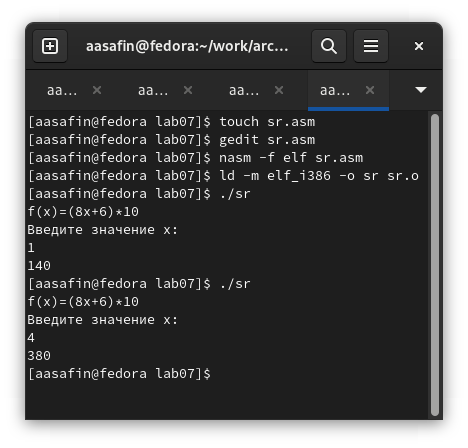 aasafin@fedora:~/work/arc...
aa... aa... aa... aa...
[aasafin@fedora lab07]$ touch sr.asm
[aasafin@fedora lab07]$ gedit sr.asm
[aasafin@fedora lab07]$ nasm -f elf sr.asm
[aasafin@fedora lab07]$ ld -m elf_i386 -o sr sr.o
[aasafin@fedora lab07]$ ./sr
f(x)=(8x+6)*10
Введите значение x:
1
140
[aasafin@fedora lab07]$ ./sr
f(x)=(8x+6)*10
Введите значение x:
4
380
[aasafin@fedora lab07]$